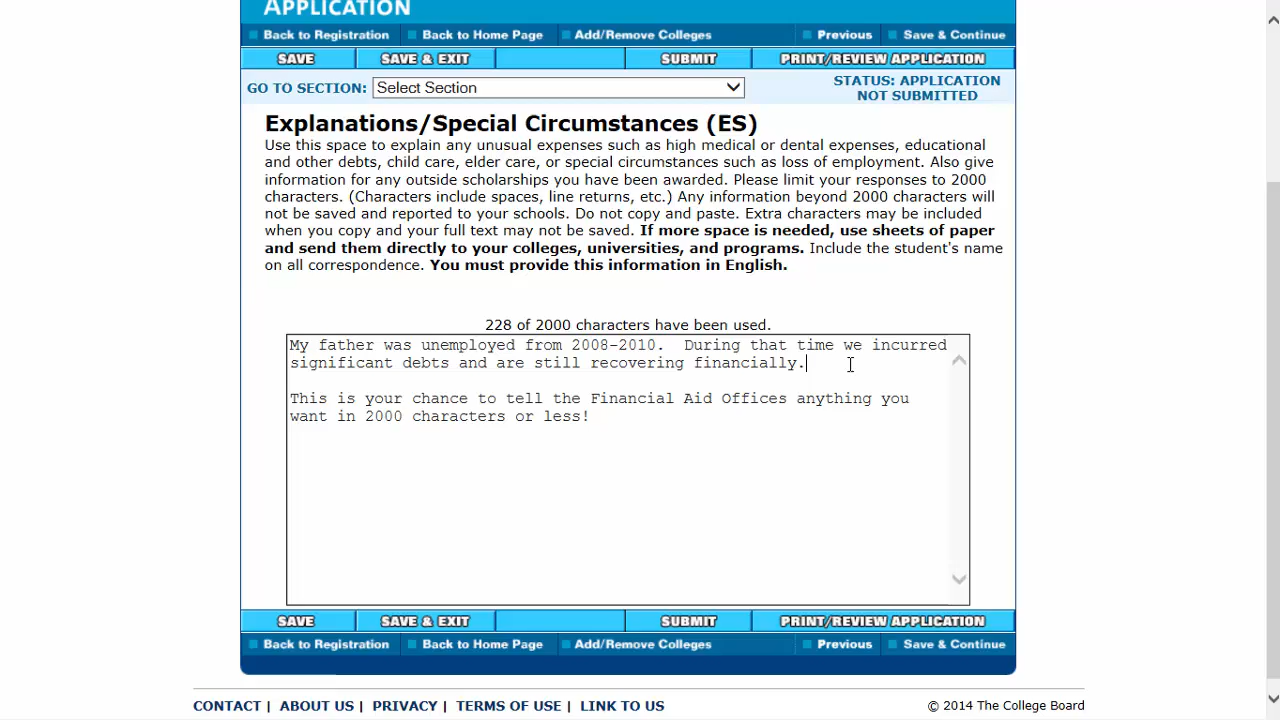 APPLICATION
Back to Registration Back to Home Page Add/Remove Colleges Previous Save & Continue
SAVE SAVE & EXIT SUBMIT PRINT/REVIEW APPLICATION
GO TO SECTION: Select Section STATUS: APPLICATION
NOT SUBMITTED
Explanations/Special Circumstances (ES)
Use this space to explain any unusual expenses such as high medical or dental expenses, educational
and other debts, child care, elder care, or special circumstances such as loss of employment. Also give
information for any outside scholarships you have been awarded. Please limit your responses to 2000
characters. (Characters include spaces, line returns, etc.) Any information beyond 2000 characters will
not be saved and reported to your schools. Do not copy and paste. Extra characters may be included
when you copy and your full text may not be saved. If more space is needed, use sheets of paper
and send them directly to your colleges, universities, and programs. Include the student's name
on all correspondence. You must provide this information in English.
228 of 2000 characters have been used.
My father was unemployed from 2008-2010.  During that time we incurred
significant debts and are still recovering financially.
This is your chance to tell the Financial Aid Offices anything you
want in 2000 characters or less!
SAVE SAVE & EXIT SUBMIT PRINT/REVIEW APPLICATION
Back to Registration Back to Home Page Add/Remove Colleges Previous Save & Continue
CONTACT | ABOUT US | PRIVACY | TERMS OF USE | LINK TO US © 2014 The College Board